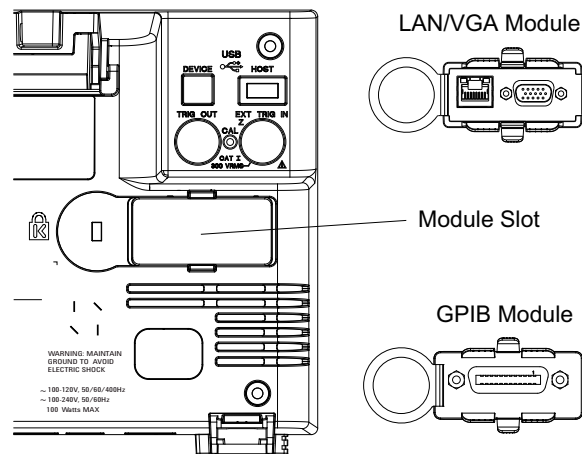 LAN/VGA Module
USB
DEVICE
HOST
TRIG OUT
EXT TRIG IN
Z
CAL
CAT I
300 VRMS
Module Slot
K
GPIB Module
WARNING: MAINTAIN
GROUND TO AVOID
ELECTRIC SHOCK
~ 100-120V, 50/60/400Hz
~ 100-240V, 50/60Hz
100 Watts MAX